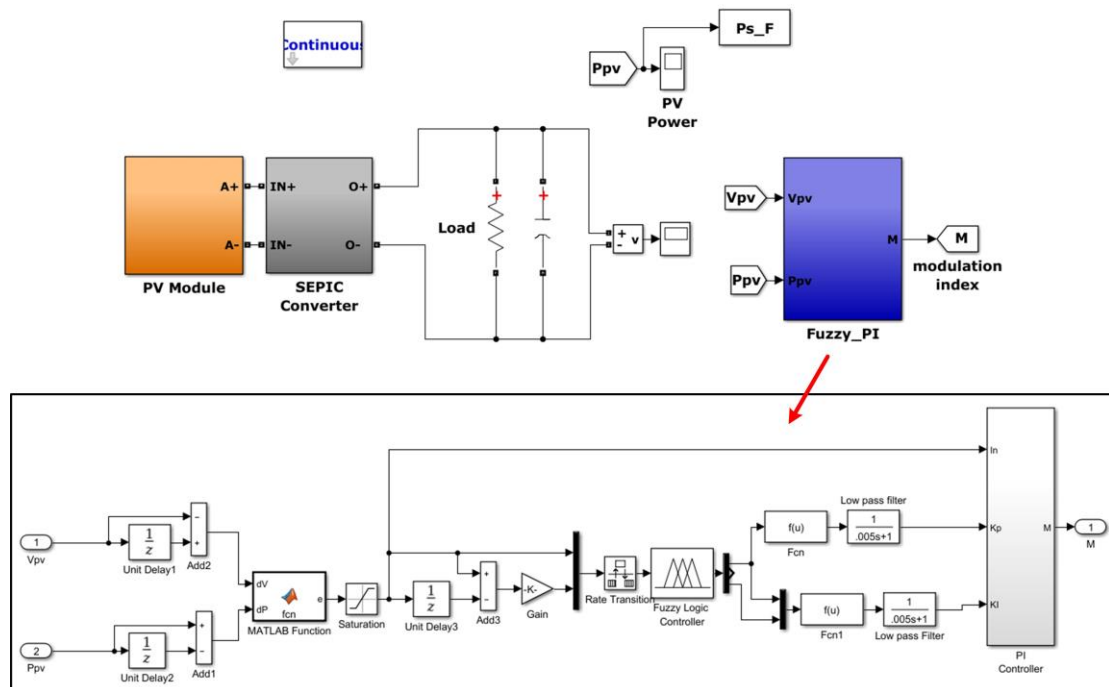 Continuous
Ps_F
Ppv
PV
Power
A+
IN+
O+
A-
IN-
O-
PV Module
SEPIC
Converter
+
+
Load
+
-
v
Vpv
Vpv
M
M
modulation
index
Ppv
Ppv
Fuzzy_PI
In
Low pass filter
f(u)
1
.005s+1
Kp
M
1
M
Fcn
1
Vpv
1
z
Unit Delay1
−
+
Add2
dV
dP
fcn
e
MATLAB Function
Saturation
1
z
Unit Delay3
+
−
Add3
-K-
Gain
Rate Transition
Fuzzy Logic
Controller
f(u)
Fcn1
1
.005s+1
Low pass Filter
KI
PI
Controller
2
Ppv
1
z
Unit Delay2
+
−
Add1